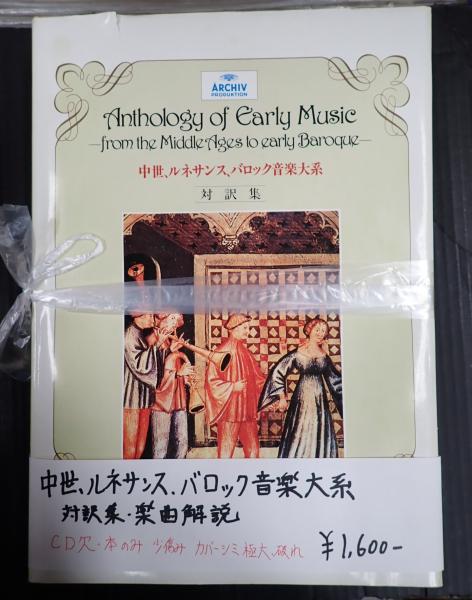 ARCHIV
PRODUKTION
Anthology of Early Music
—from the Middle Ages to early Baroque—
中世、ルネサンス、バロック音楽大系
対訳集
中世、ルネサンス、バロック音楽大系
対訳集・楽曲解説
CD欠・本のみ 少傷み カバーシミ極大、破れ ¥1,600-